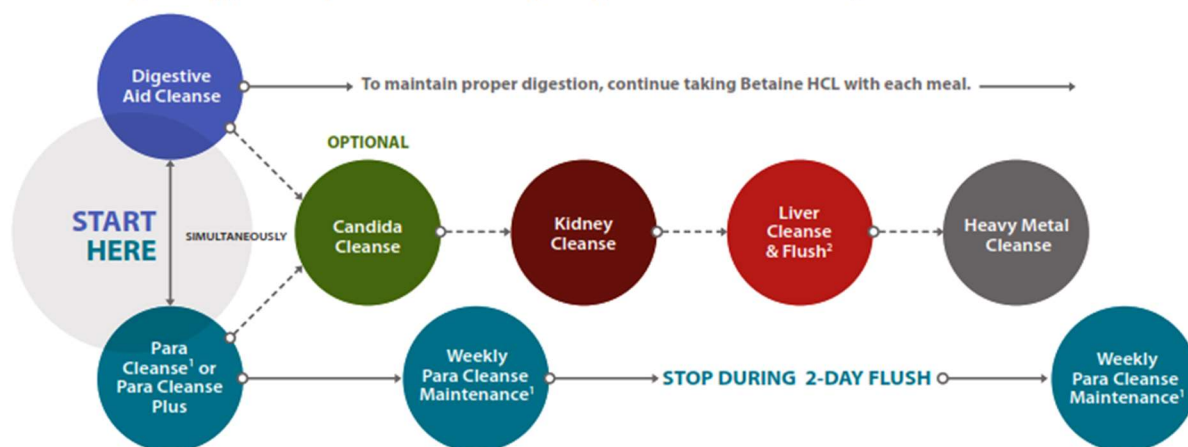 Digestive
Aid Cleanse
To maintain proper digestion, continue taking Betaine HCL with each meal.
OPTIONAL
START
HERE
SIMULTANEOUSLY
Candida
Cleanse
Kidney
Cleanse
Liver
Cleanse
& Flush²
Heavy Metal
Cleanse
Para
Cleanse¹ or
Para Cleanse
Plus
Weekly
Para Cleanse
Maintenance¹
STOP DURING 2-DAY FLUSH
Weekly
Para Cleanse
Maintenance¹